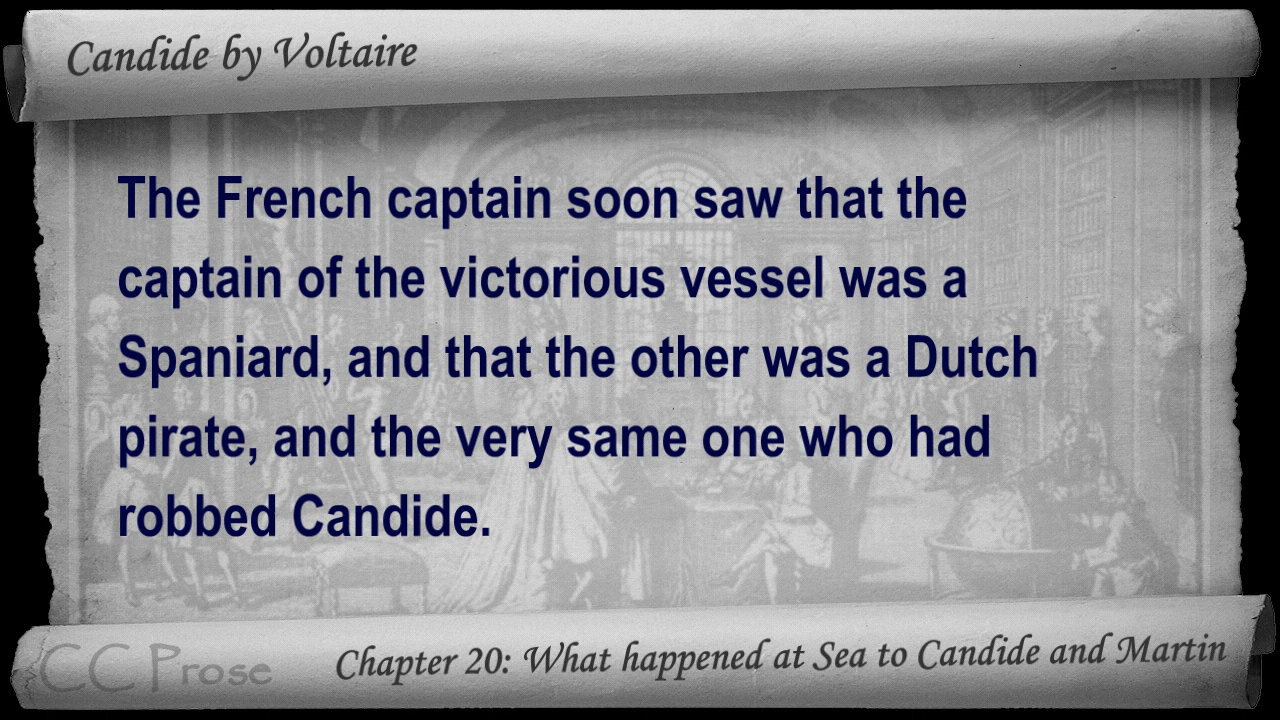 Candide by Voltaire
The French captain soon saw that the
captain of the victorious vessel was a
Spaniard, and that the other was a Dutch
pirate, and the very same one who had
robbed Candide.
CC Prose
Chapter 20: What happened at Sea to Candide and Martin